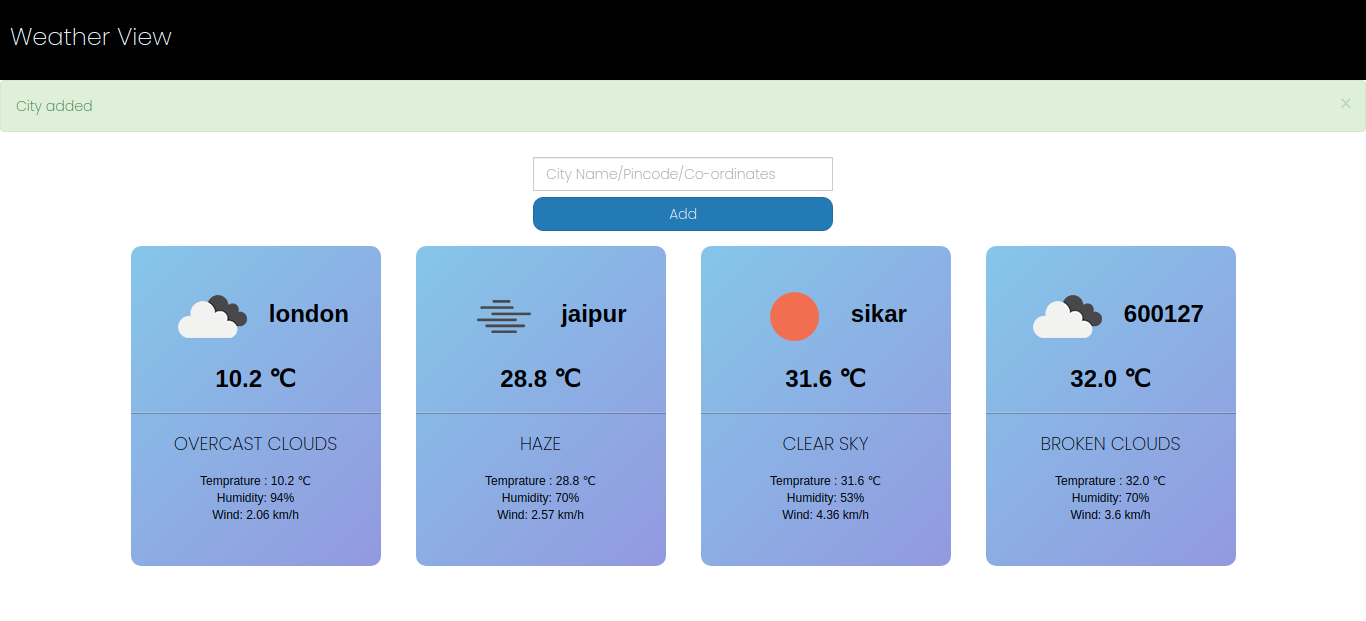 Weather View
City added
×
City Name/Pincode/Co-ordinates
Add
london
10.2 ℃
OVERCAST CLOUDS
Temprature : 10.2 ℃
Humidity: 94%
Wind: 2.06 km/h
jaipur
28.8 ℃
HAZE
Temprature : 28.8 ℃
Humidity: 70%
Wind: 2.57 km/h
sikar
31.6 ℃
CLEAR SKY
Temprature : 31.6 ℃
Humidity: 53%
Wind: 4.36 km/h
600127
32.0 ℃
BROKEN CLOUDS
Temprature : 32.0 ℃
Humidity: 70%
Wind: 3.6 km/h